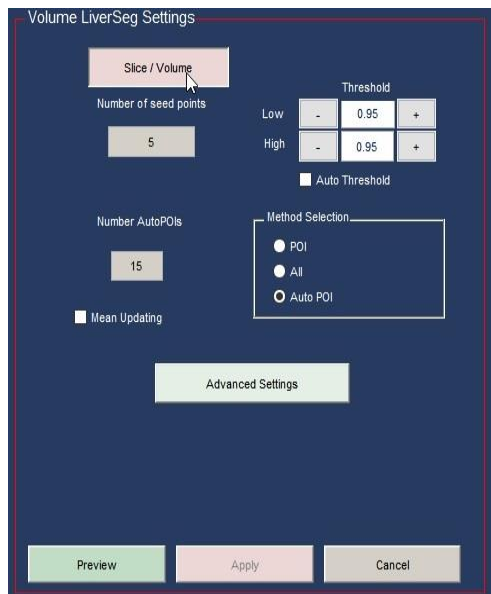 Volume LiverSeg Settings
Slice / Volume
Threshold
Number of seed points
Low - 0.95 +
5
High - 0.95 +
Auto Threshold
Number AutoPOIs
Method Selection
POI
15
All
Auto POI
Mean Updating
Advanced Settings
Preview Apply Cancel